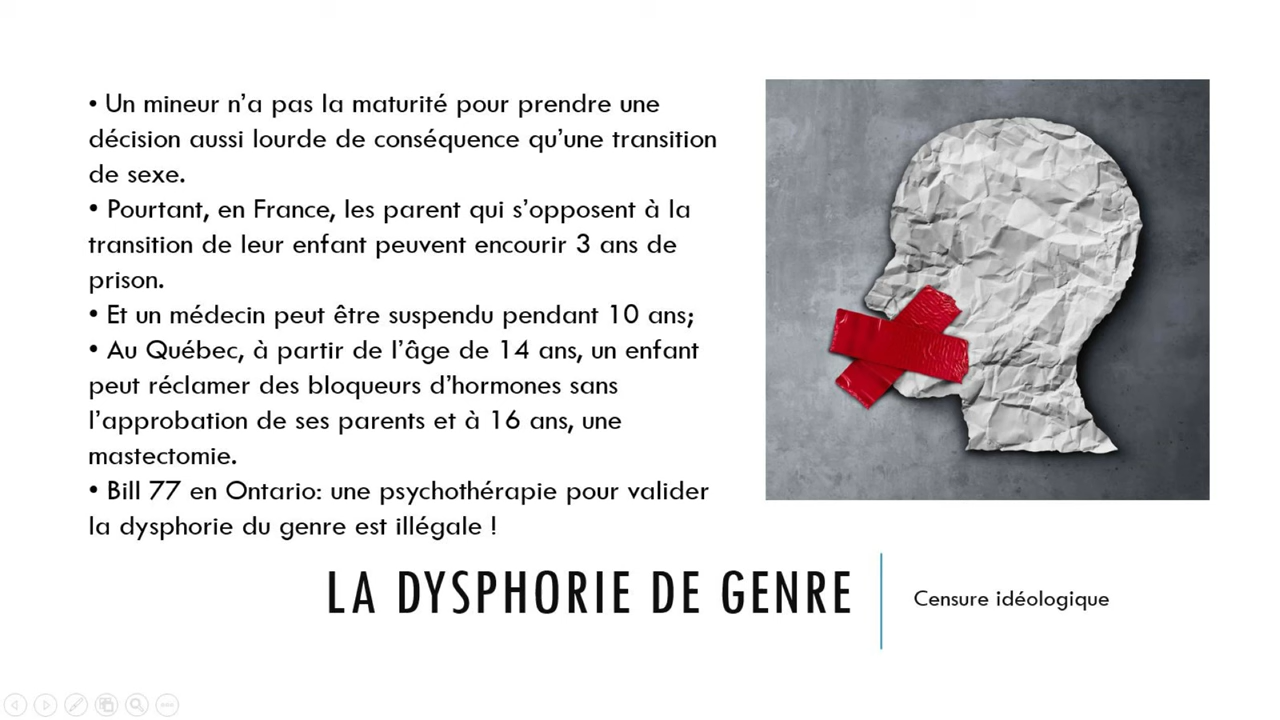 • Un mineur n’a pas la maturité pour prendre une
décision aussi lourde de conséquence qu’une transition
de sexe.
• Pourtant, en France, les parent qui s’opposent à la
transition de leur enfant peuvent encourir 3 ans de
prison.
• Et un médecin peut être suspendu pendant 10 ans;
• Au Québec, à partir de l’âge de 14 ans, un enfant
peut réclamer des bloqueurs d’hormones sans
l’approbation de ses parents et à 16 ans, une
mastectomie.
• Bill 77 en Ontario: une psychothérapie pour valider
la dysphorie du genre est illégale !
LA DYSPHORIE DE GENRE
Censure idéologique